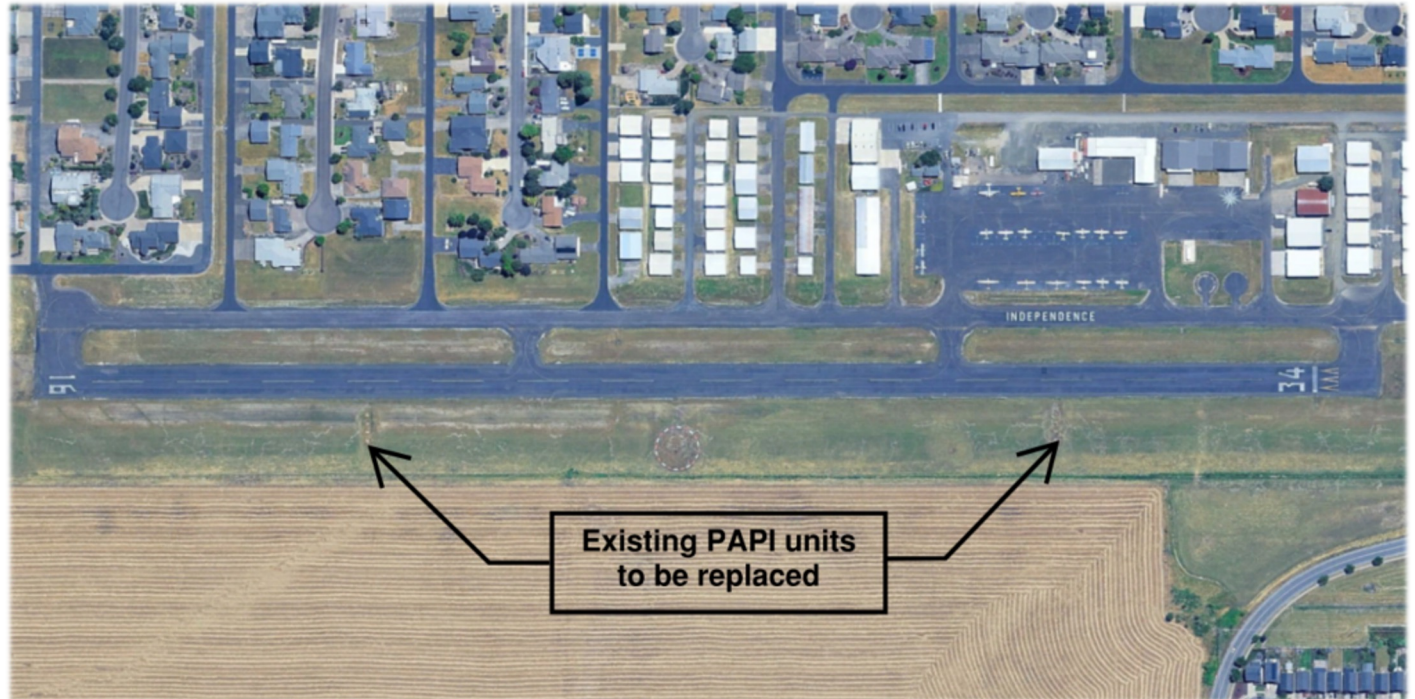 INDEPENDENCE
16
34
Existing PAPI units
to be replaced